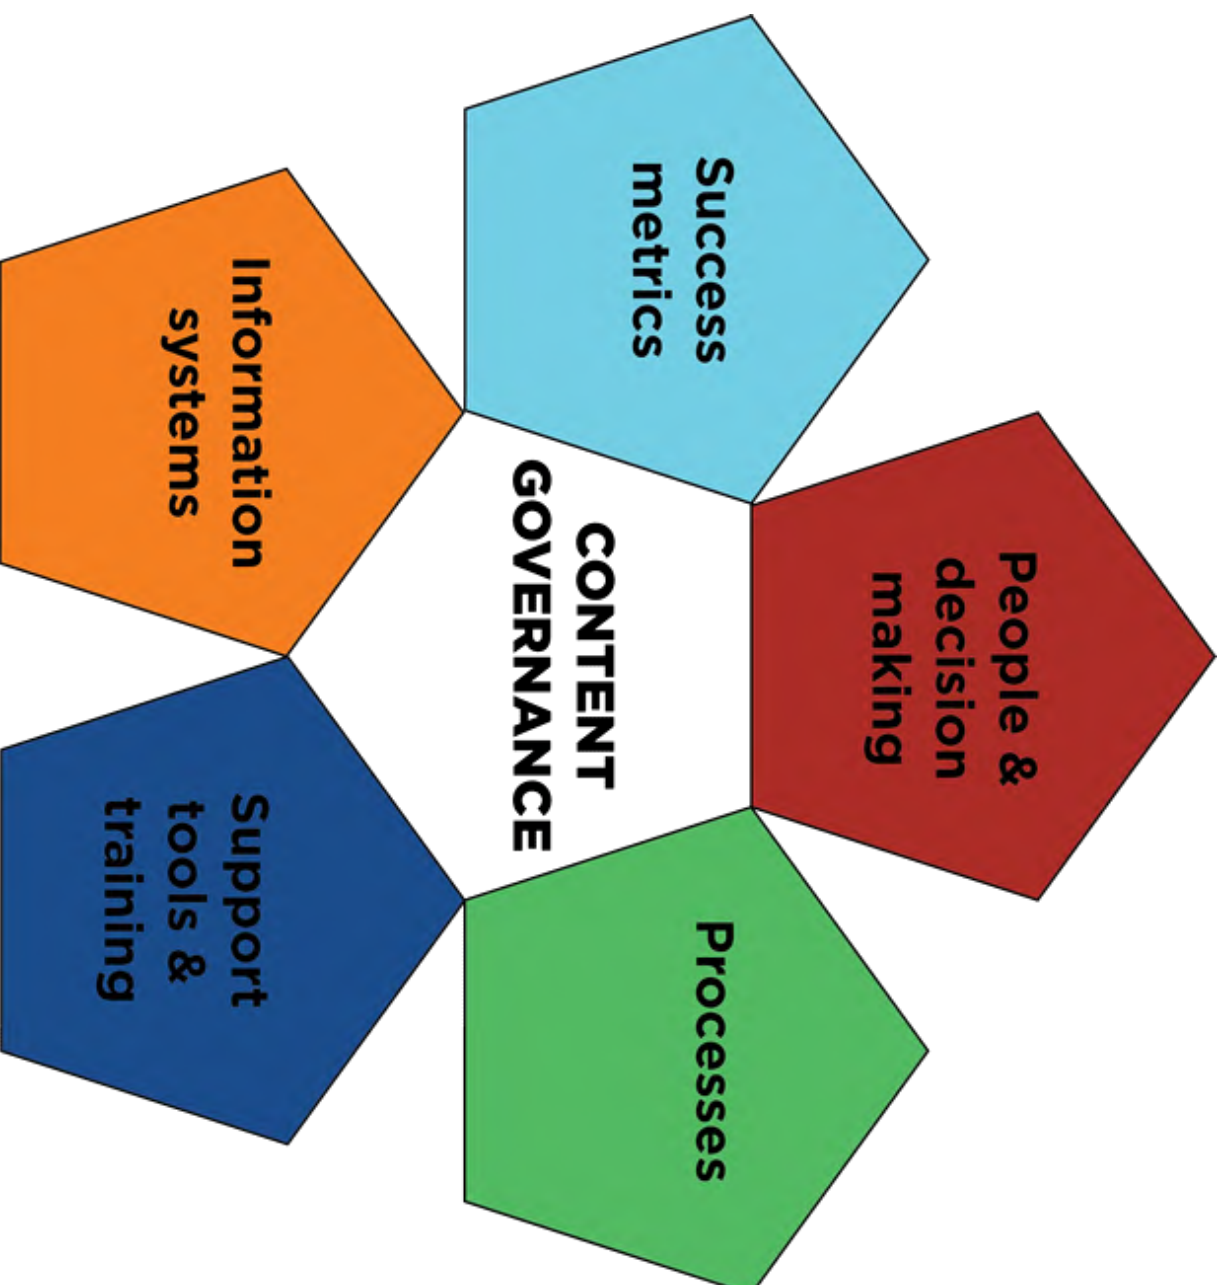 People &
decision
making
Success
metrics
Processes
CONTENT
GOVERNANCE
Information
systems
Support
tools &
training